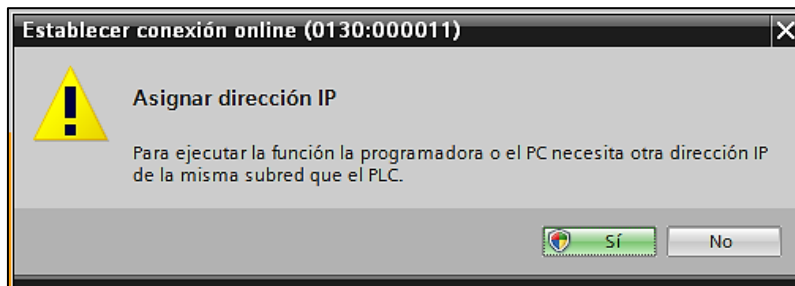 Establecer conexión online (0130:000011)
Asignar dirección IP
Para ejecutar la función la programadora o el PC necesita otra dirección IP
de la misma subred que el PLC.
Sí
No